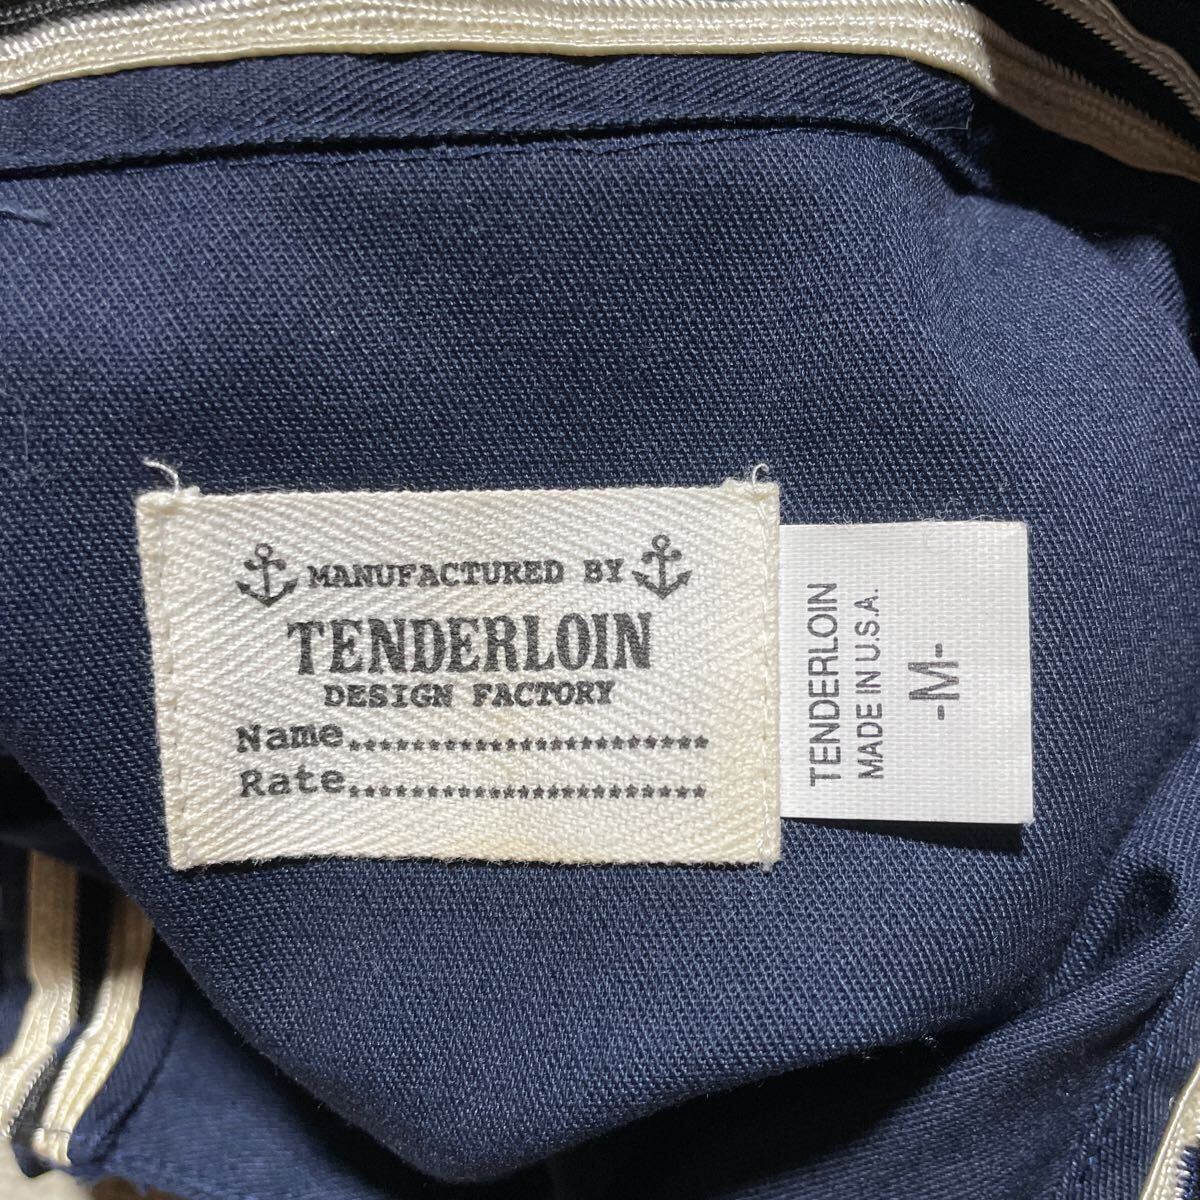 MANUFACTURED BY
TENDERLOIN
DESIGN FACTORY
Name........................
Rate........................
TENDERLOIN
MADE IN U.S.A.
-M-